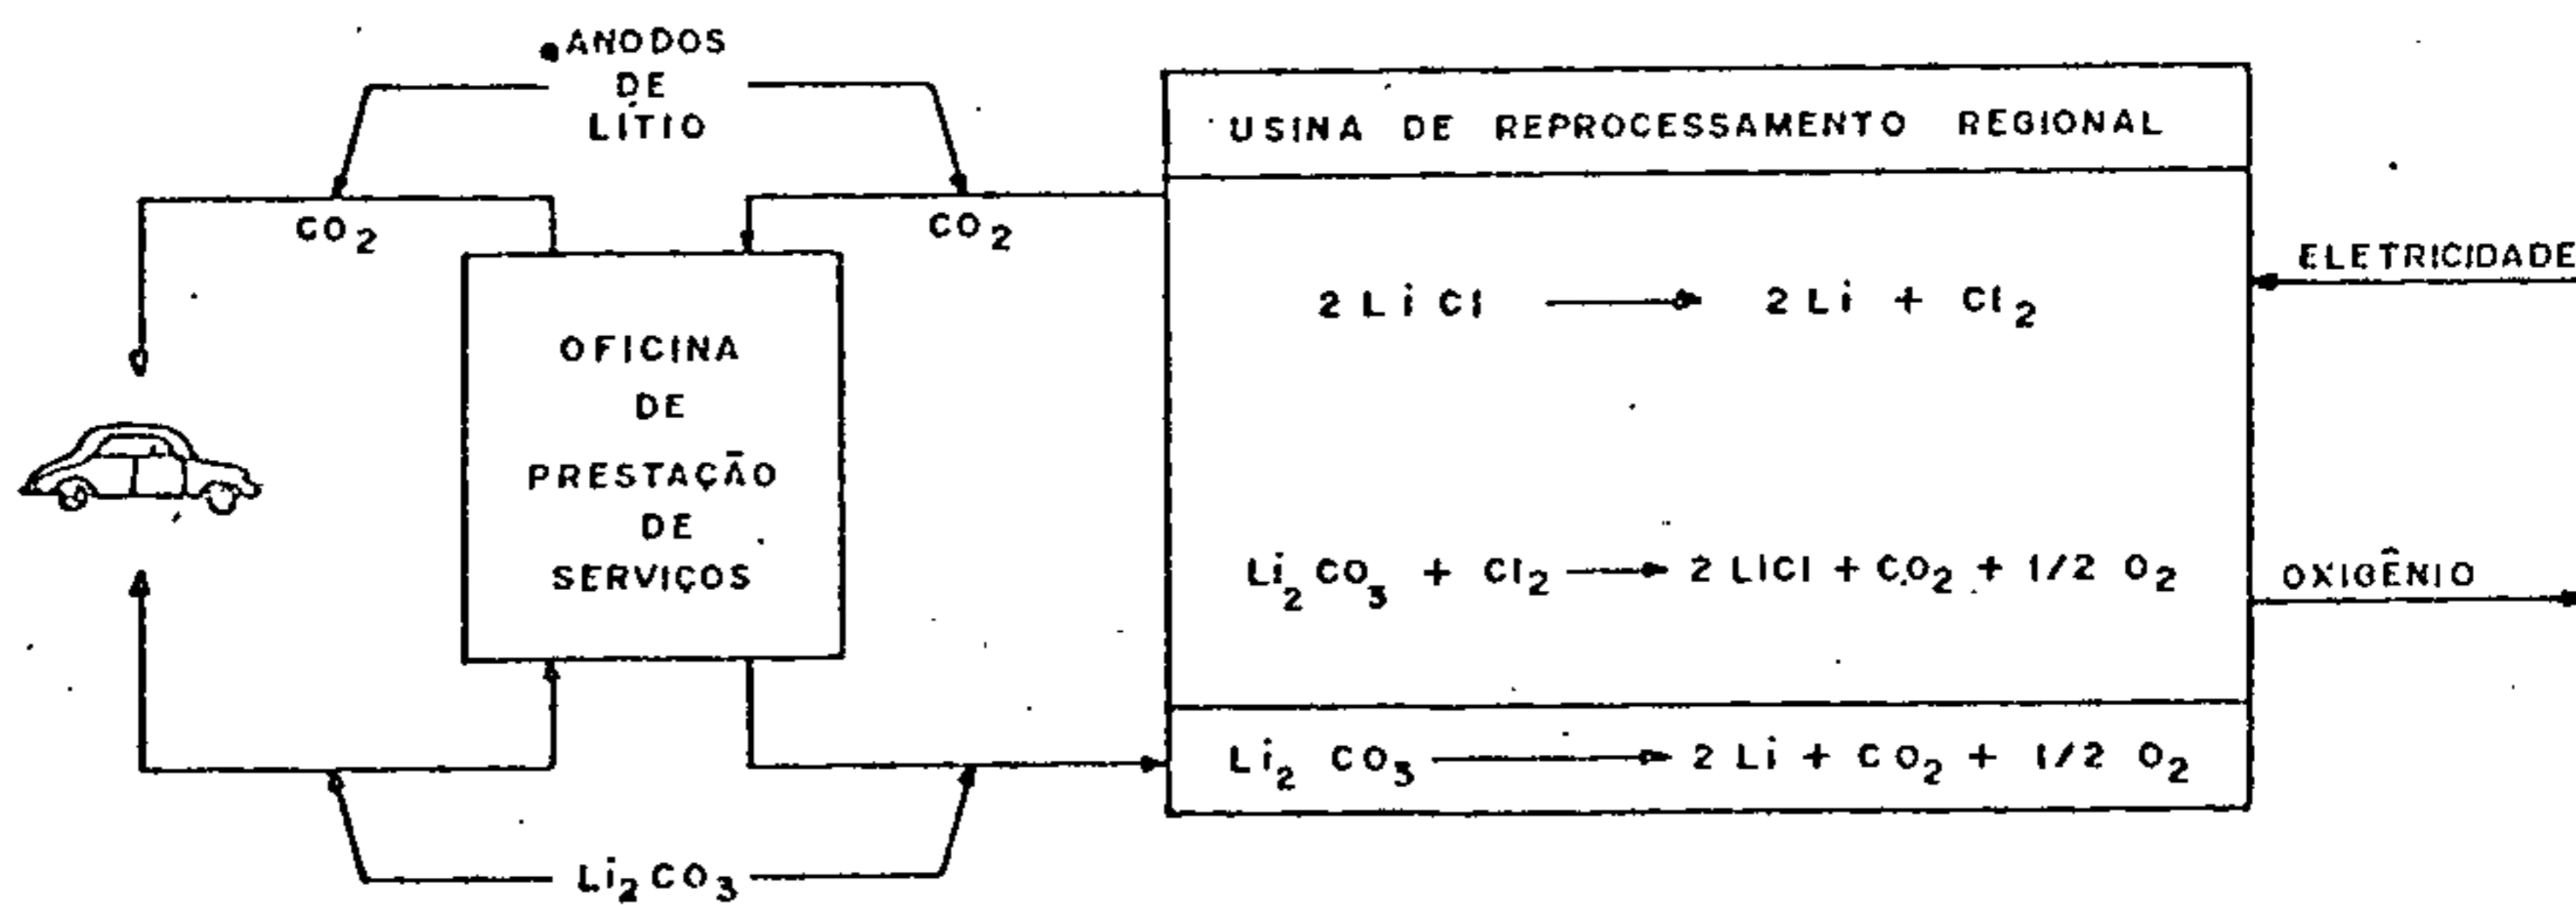 ANODOS
DE
LÍTIO
CO2
CO2
OFICINA
DE
PRESTAÇÃO
DE
SERVIÇOS
Li2CO3
USINA DE REPROCESSAMENTO REGIONAL
2 LiCl → 2 Li + Cl2
Li2CO3 + Cl2 → 2 LiCl + CO2 + 1/2 O2
Li2 CO3 → 2 Li + CO2 + 1/2 O2
ELETRICIDADE
OXIGÊNIO